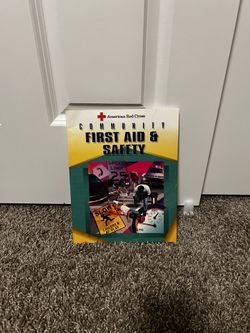 American Red Cross
COMMUNITY
FIRST AID &
SAFETY